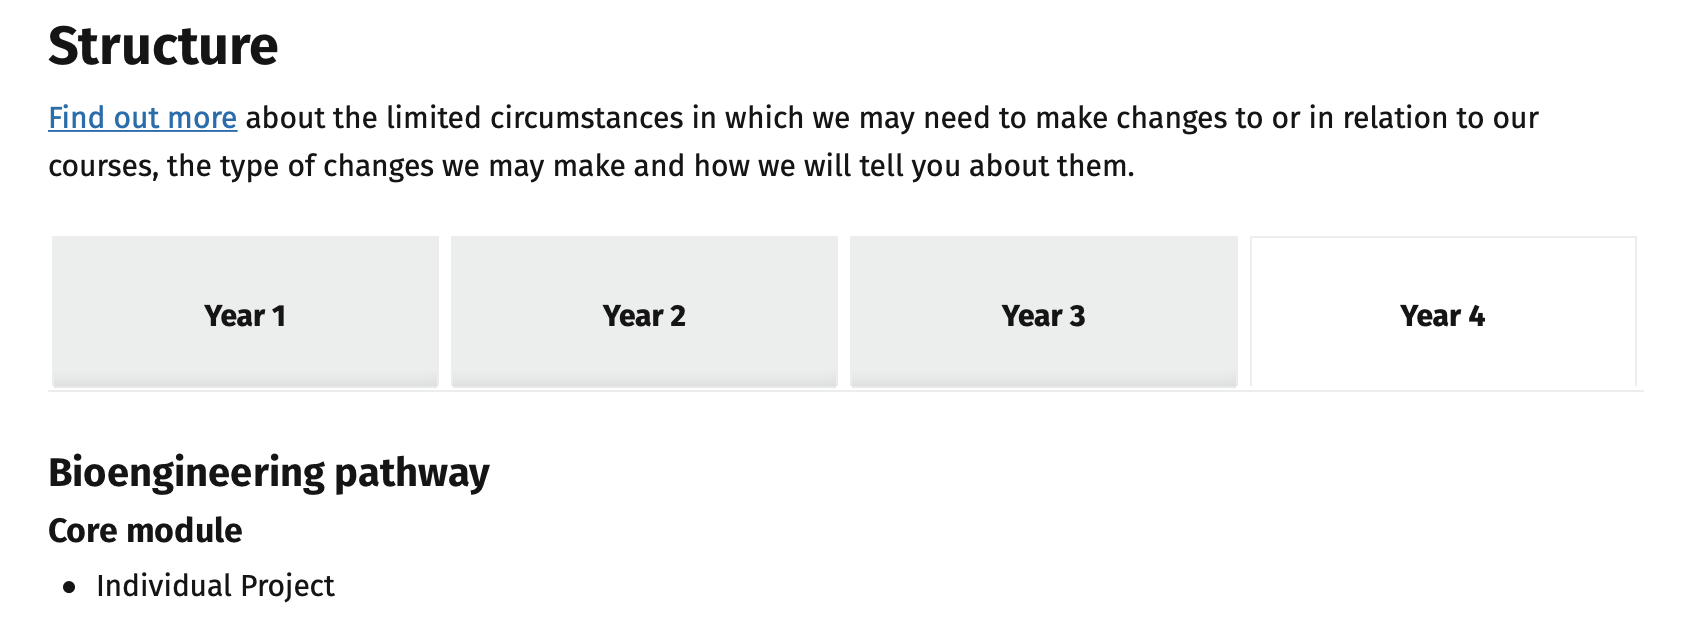 Structure
Find out more about the limited circumstances in which we may need to make changes to or in relation to our
courses, the type of changes we may make and how we will tell you about them.
Year 1
Year 2
Year 3
Year 4
Bioengineering pathway
Core module
• Individual Project